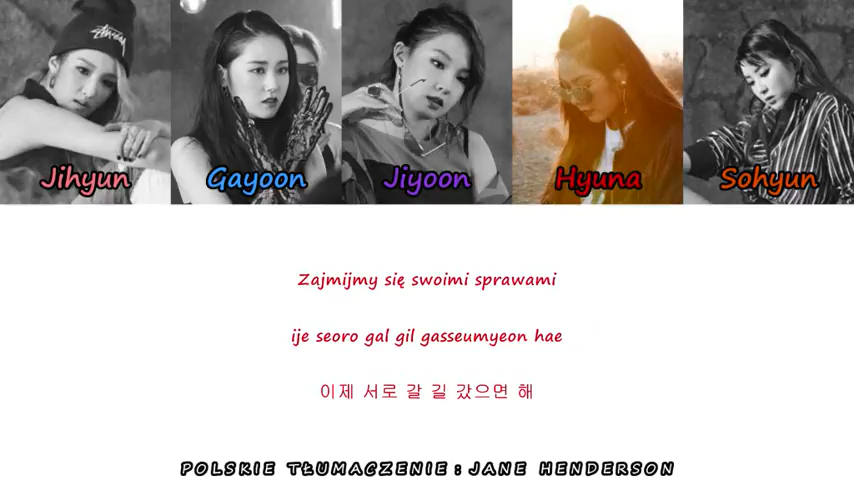 STUSSY
Jihyun Gayoon Jiyoon Hyuna Sohyun
Zajmijmy się swoimi sprawami
ije seoro gal gil gasseumyeon hae
이제 서로 갈 길 갔으면 해
POLSKIE TŁUMACZENIE : JANE HENDERSON